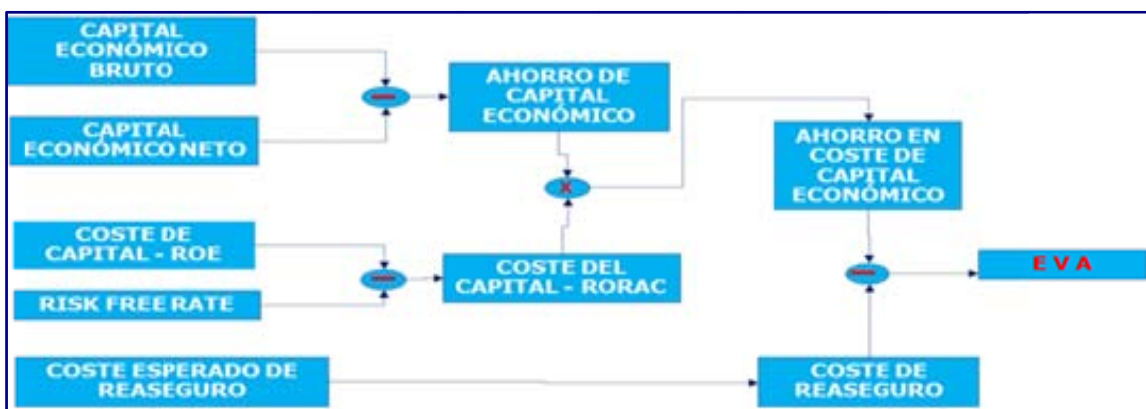 CAPITAL
ECONÓMICO
BRUTO
CAPITAL
ECONÓMICO NETO
AHORRO DE
CAPITAL
ECONÓMICO
AHORRO EN
COSTE DE
CAPITAL
ECONÓMICO
X
COSTE DE
CAPITAL - ROE
RISK FREE RATE
COSTE DEL
CAPITAL - RORAC
E V A
COSTE ESPERADO DE
REASEGURO
COSTE DE
REASEGURO